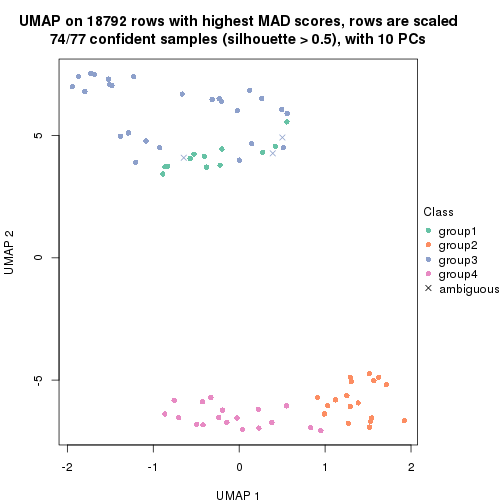 UMAP on 18792 rows with highest MAD scores, rows are scaled
74/77 confident samples (silhouette > 0.5), with 10 PCs
UMAP 2
5
0
-5
-2
-1
0
1
2
UMAP 1
Class
group1
group2
group3
group4
ambiguous